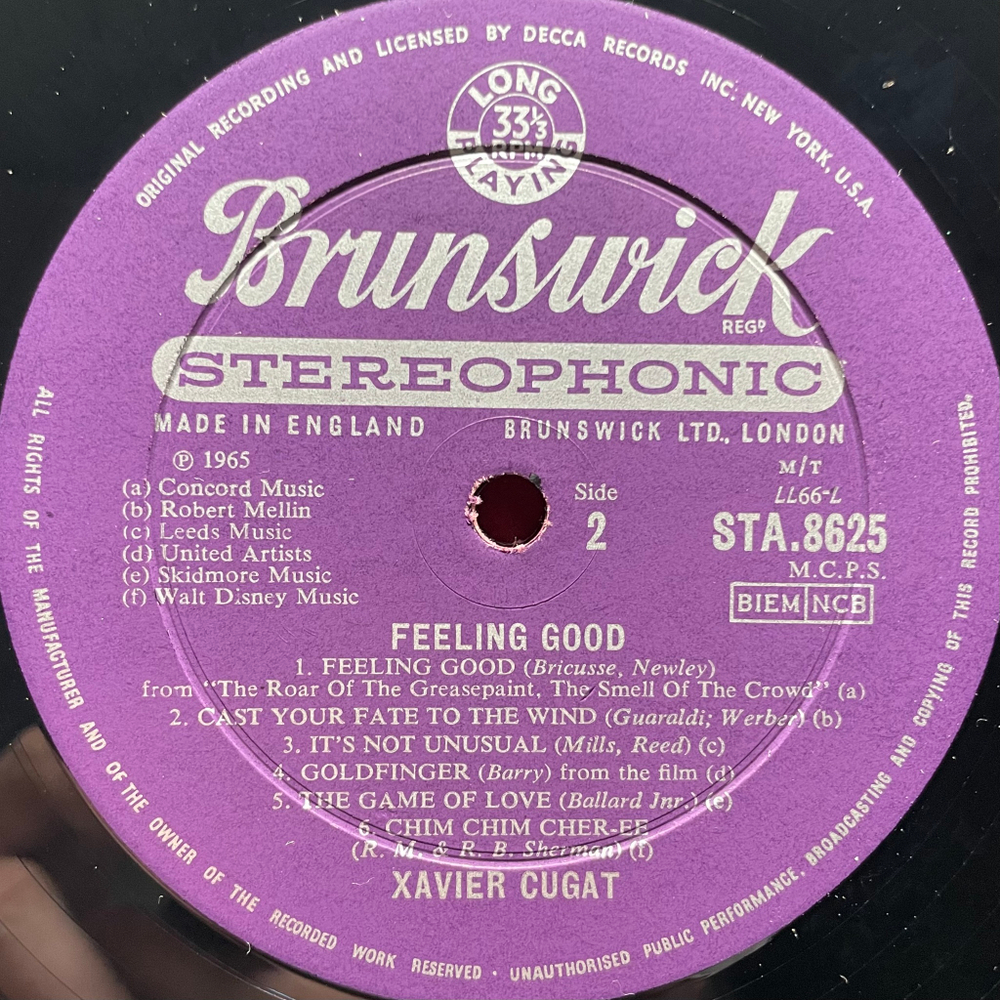 ORIGINAL RECORDING AND LICENSED BY DECCA RECORDS INC. NEW YORK, U.S.A.
LONG
33⅓
RPM
PLAYING
Brunswick
REGD
STEREOPHONIC
MADE IN ENGLAND BRUNSWICK LTD., LONDON
℗ 1965
(a) Concord Music
(b) Robert Mellin
(c) Leeds Music
(d) United Artists
(e) Skidmore Music
(f) Walt Disney Music
Side
2
M/T
LL66-L
STA.8625
M.C.P.S.
BIEM NCB
FEELING GOOD
1. FEELING GOOD (Bricusse, Newley)
from “The Roar Of The Greasepaint, The Smell Of The Crowd” (a)
2. CAST YOUR FATE TO THE WIND (Guaraldi; Werber) (b)
3. IT'S NOT UNUSUAL (Mills, Reed) (c)
4. GOLDFINGER (Barry) from the film (d)
5. THE GAME OF LOVE (Ballard Jnr.) (e)
6. CHIM CHIM CHER-EE
(R. M. & R. B. Sherman) (f)
XAVIER CUGAT
ALL RIGHTS OF THE MANUFACTURER AND OF THE OWNER OF THE RECORDED WORK RESERVED · UNAUTHORISED PUBLIC PERFORMANCE, BROADCASTING AND COPYING OF THIS RECORD PROHIBITED.